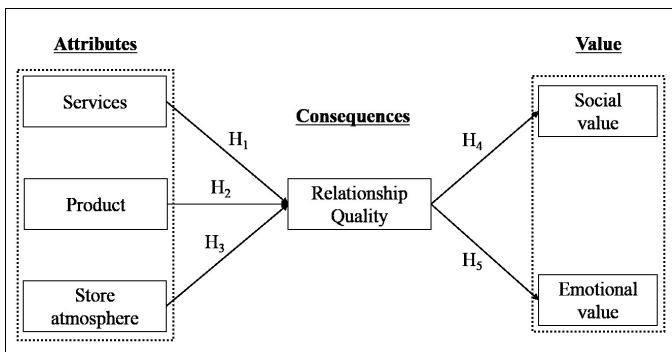 Attributes
Value
Services
Social
value
Consequences
H₁
H₄
Product
H₂
Relationship
Quality
H₃
H₅
Store
atmosphere
Emotional
value